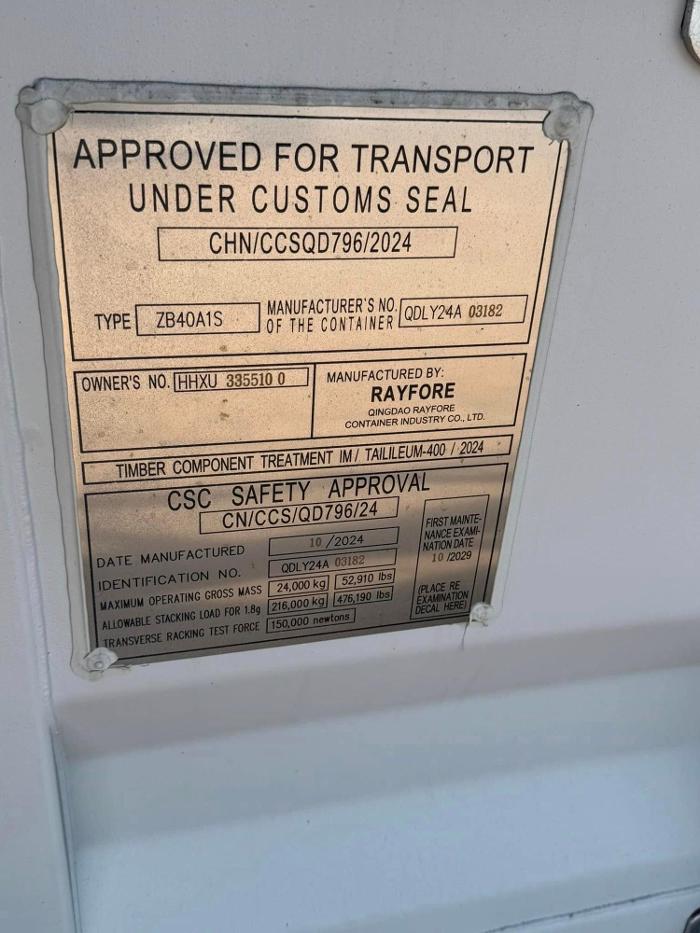 APPROVED FOR TRANSPORT
UNDER CUSTOMS SEAL
CHN/CCSQD796/2024
TYPE ZB40A1S
MANUFACTURER'S NO.
OF THE CONTAINER QDLY24A 03182
OWNER'S NO. HHXU 335510 0
MANUFACTURED BY:
RAYFORE
QINGDAO RAYFORE
CONTAINER INDUSTRY CO., LTD.
TIMBER COMPONENT TREATMENT IM / TAILILEUM-400 / 2024
CSC SAFETY APPROVAL
CN/CCS/QD796/24
DATE MANUFACTURED 10 /2024
IDENTIFICATION NO. QDLY24A 03182
MAXIMUM OPERATING GROSS MASS 24,000 kg 52,910 lbs
ALLOWABLE STACKING LOAD FOR 1.8g 216,000 kg 476,190 lbs
TRANSVERSE RACKING TEST FORCE 150,000 newtons
FIRST MAINTE-
NANCE EXAMI-
NATION DATE
10 /2029
(PLACE RE
EXAMINATION
DECAL HERE)